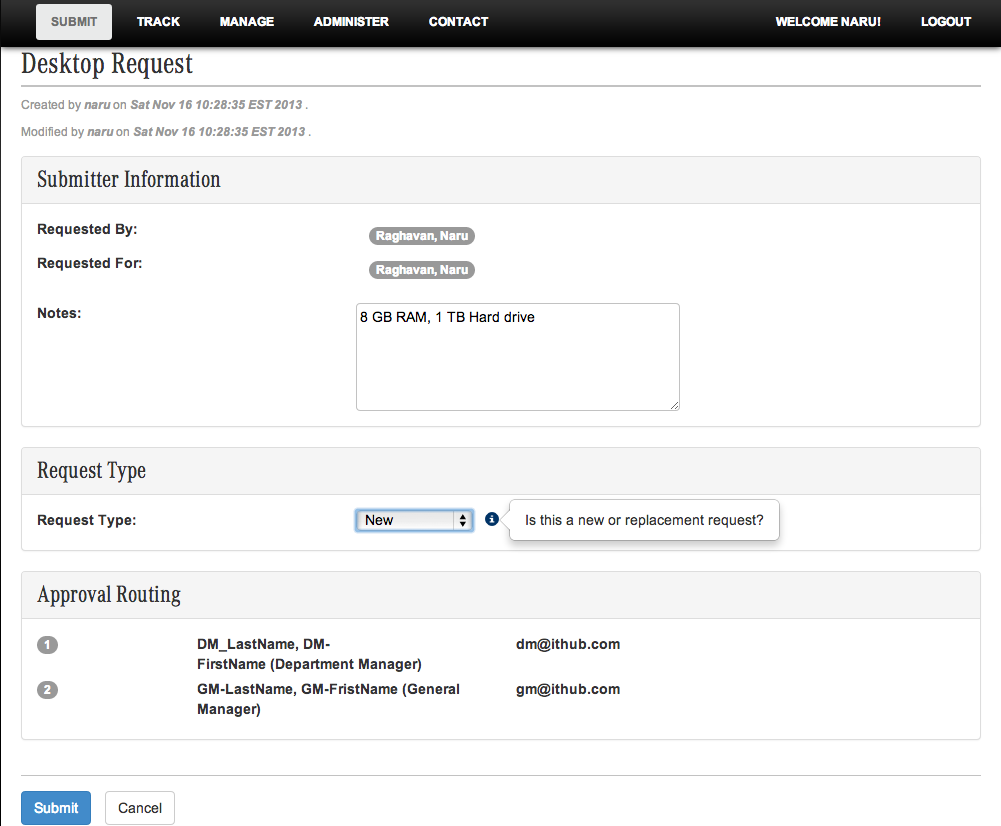 SUBMIT TRACK MANAGE ADMINISTER CONTACT WELCOME NARU! LOGOUT
Desktop Request
Created by naru on Sat Nov 16 10:28:35 EST 2013 .
Modified by naru on Sat Nov 16 10:28:35 EST 2013 .
Submitter Information
Requested By: Raghavan, Naru
Requested For: Raghavan, Naru
Notes: 8 GB RAM, 1 TB Hard drive
Request Type
Request Type: New i Is this a new or replacement request?
Approval Routing
1 DM_LastName, DM- dm@ithub.com
FirstName (Department Manager)
2 GM-LastName, GM-FristName (General gm@ithub.com
Manager)
Submit Cancel